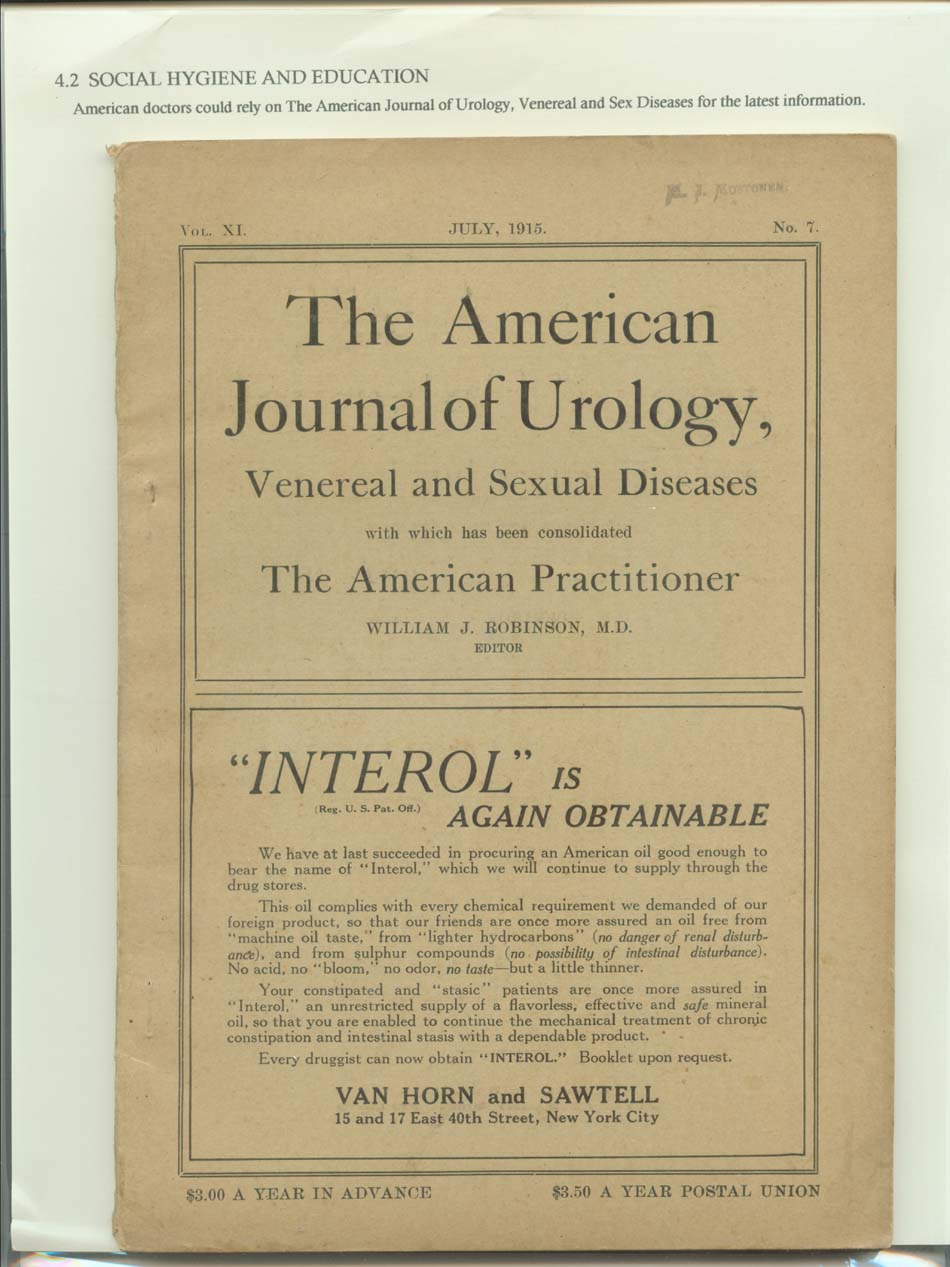 4.2 SOCIAL HYGIENE AND EDUCATION
American doctors could rely on The American Journal of Urology, Venereal and Sex Diseases for the latest information.
VOL. XI.
JULY, 1915.
No. 7.
The American
Journal of Urology,
Venereal and Sexual Diseases
with which has been consolidated
The American Practitioner
WILLIAM J. ROBINSON, M.D.
EDITOR
"INTEROL" IS
(Reg. U. S. Pat. Off.) AGAIN OBTAINABLE
We have at last succeeded in procuring an American oil good enough to
bear the name of "Interol," which we will continue to supply through the
drug stores.
This oil complies with every chemical requirement we demanded of our
foreign product, so that our friends are once more assured an oil free from
"machine oil taste," from "lighter hydrocarbons" (no danger of renal disturb-
ance), and from sulphur compounds (no possibility of intestinal disturbance).
No acid, no "bloom," no odor, no taste—but a little thinner.
Your constipated and "stasic" patients are once more assured in
"Interol," an unrestricted supply of a flavorless, effective and safe mineral
oil, so that you are enabled to continue the mechanical treatment of chronic
constipation and intestinal stasis with a dependable product.
Every druggist can now obtain "INTEROL." Booklet upon request.
VAN HORN and SAWTELL
15 and 17 East 40th Street, New York City
$3.00 A YEAR IN ADVANCE
$3.50 A YEAR POSTAL UNION